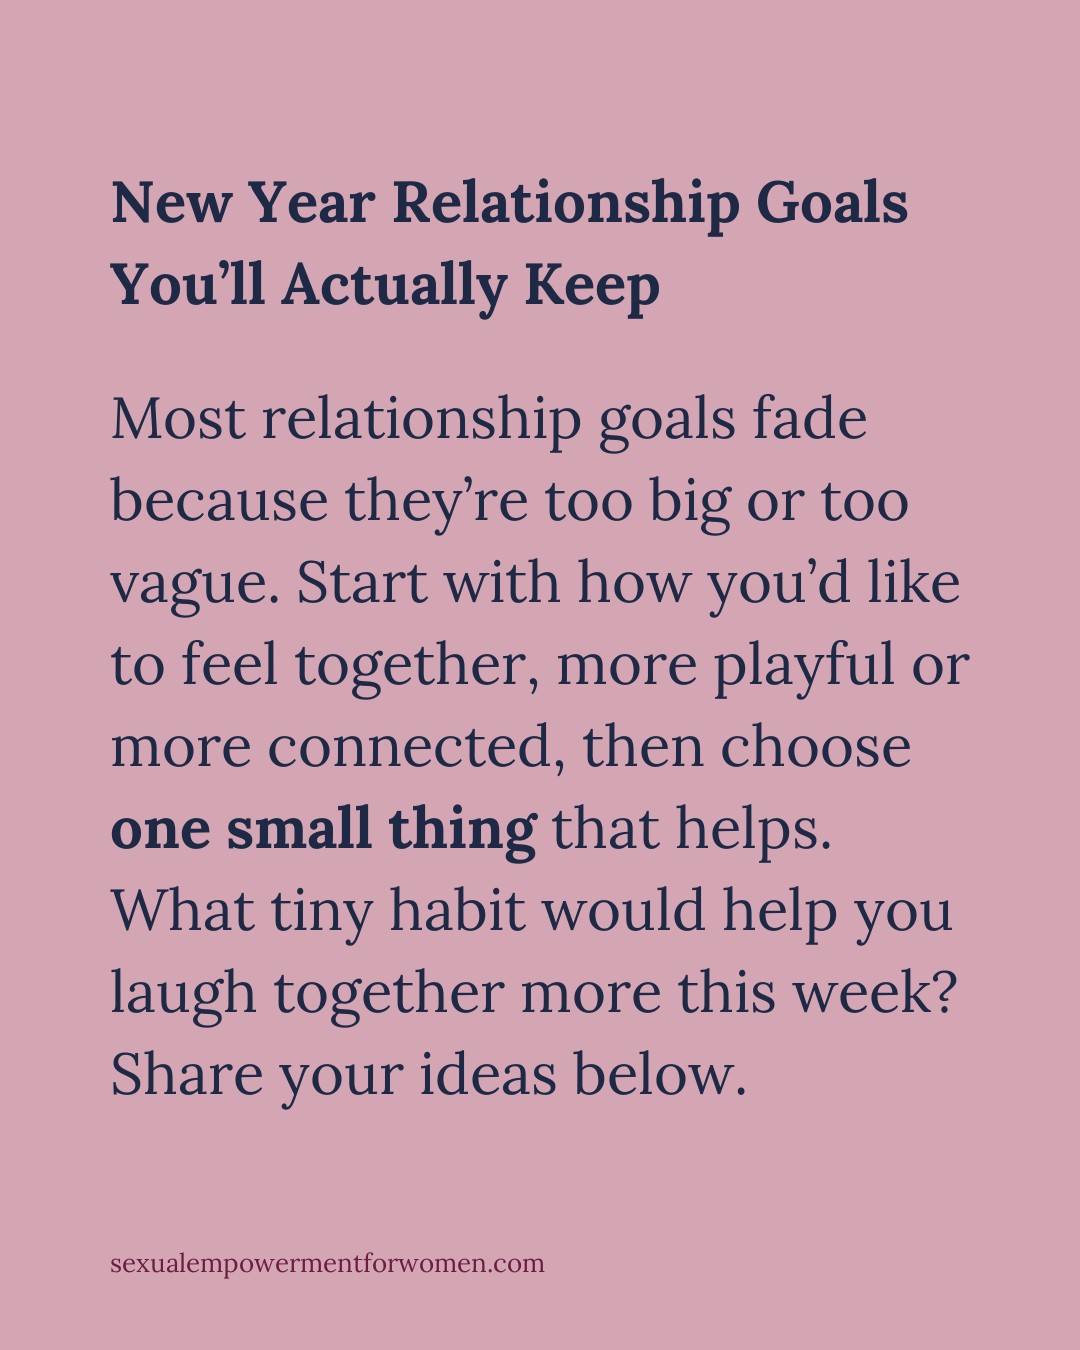 New Year Relationship Goals
You’ll Actually Keep
Most relationship goals fade
because they’re too big or too
vague. Start with how you’d like
to feel together, more playful or
more connected, then choose
one small thing that helps.
What tiny habit would help you
laugh together more this week?
Share your ideas below.
sexualempowermentforwomen.com